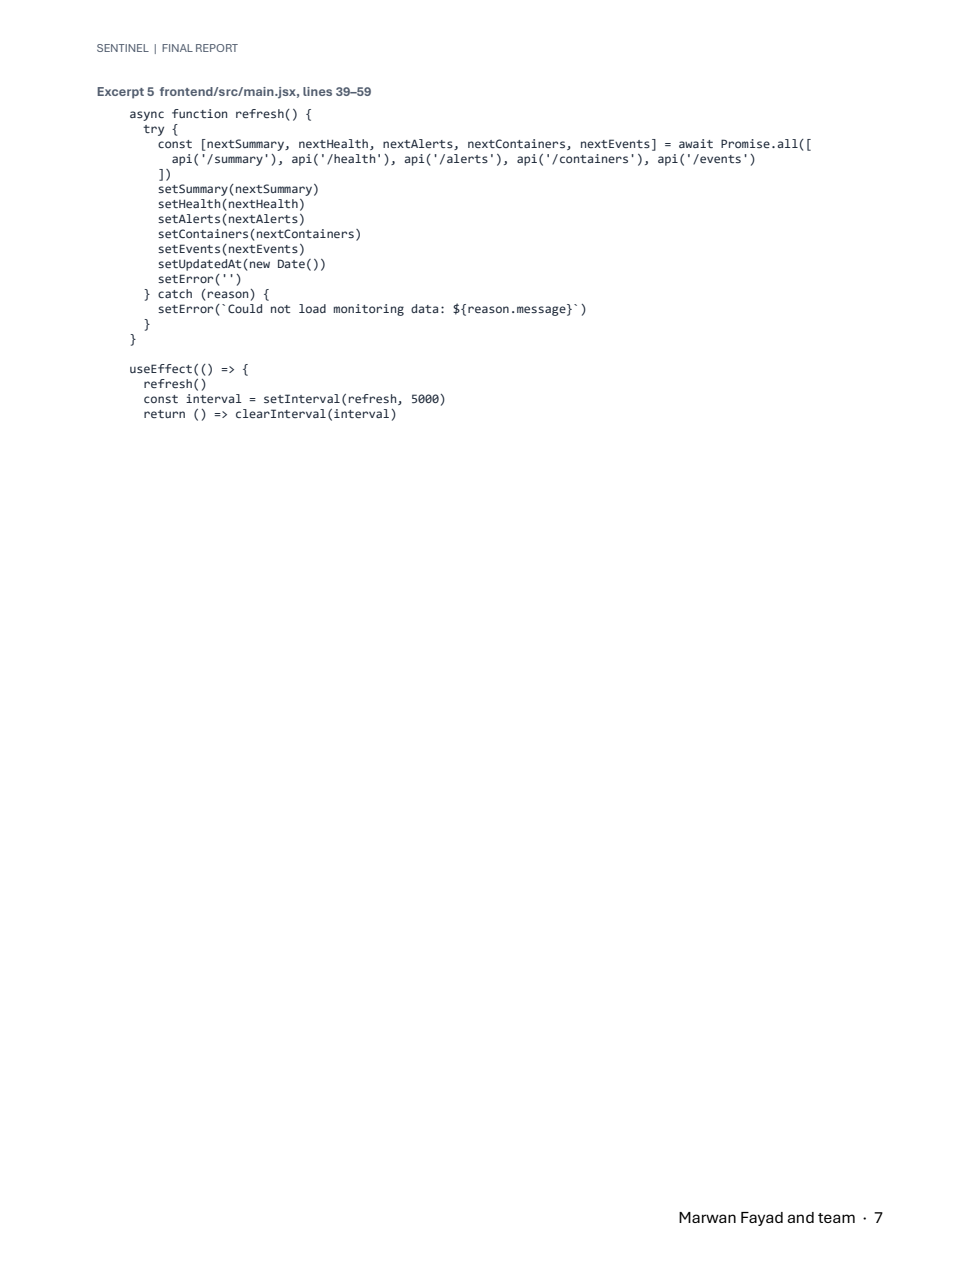 SENTINEL | FINAL REPORT
Excerpt 5 frontend/src/main.jsx, lines 39–59
async function refresh() {
  try {
    const [nextSummary, nextHealth, nextAlerts, nextContainers, nextEvents] = await Promise.all([
      api('/summary'), api('/health'), api('/alerts'), api('/containers'), api('/events')
    ])
    setSummary(nextSummary)
    setHealth(nextHealth)
    setAlerts(nextAlerts)
    setContainers(nextContainers)
    setEvents(nextEvents)
    setUpdatedAt(new Date())
    setError('')
  } catch (reason) {
    setError(`Could not load monitoring data: ${reason.message}`)
  }
}

useEffect(() => {
  refresh()
  const interval = setInterval(refresh, 5000)
  return () => clearInterval(interval)
Marwan Fayad and team · 7